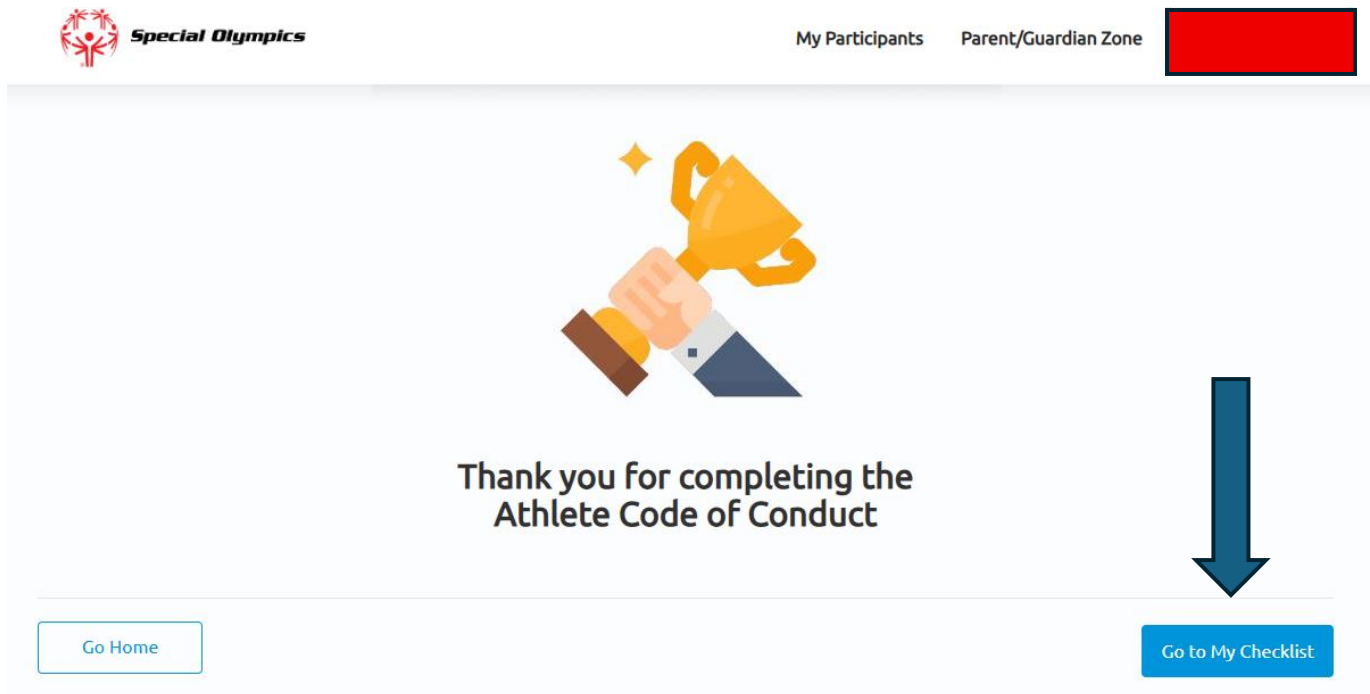 Special Olympics
My Participants Parent/Guardian Zone
Thank you for completing the
Athlete Code of Conduct
Go Home
Go to My Checklist